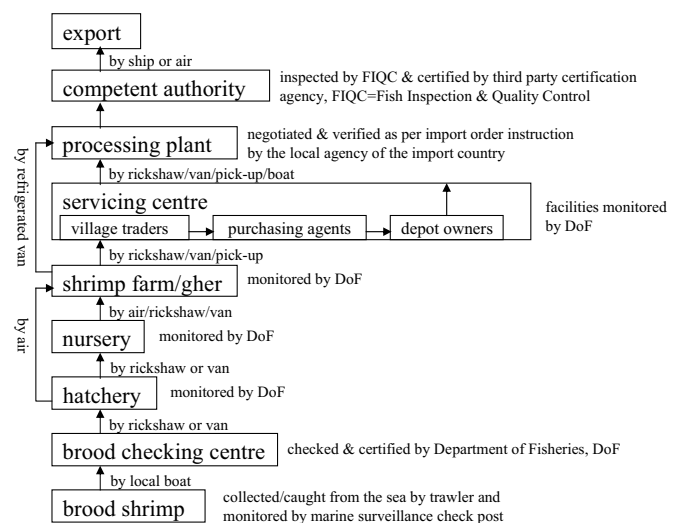 export
by ship or air
competent authority
inspected by FIQC & certified by third party certification
agency, FIQC=Fish Inspection & Quality Control
processing plant
negotiated & verified as per import order instruction
by the local agency of the import country
by rickshaw/van/pick-up/boat
by refrigerated van
servicing centre
village traders
purchasing agents
depot owners
facilities monitored
by DoF
by rickshaw/van/pick-up
shrimp farm/gher
monitored by DoF
by air/rickshaw/van
by air
nursery
monitored by DoF
by rickshaw or van
hatchery
monitored by DoF
by rickshaw or van
brood checking centre
checked & certified by Department of Fisheries, DoF
by local boat
brood shrimp
collected/caught from the sea by trawler and
monitored by marine surveillance check post